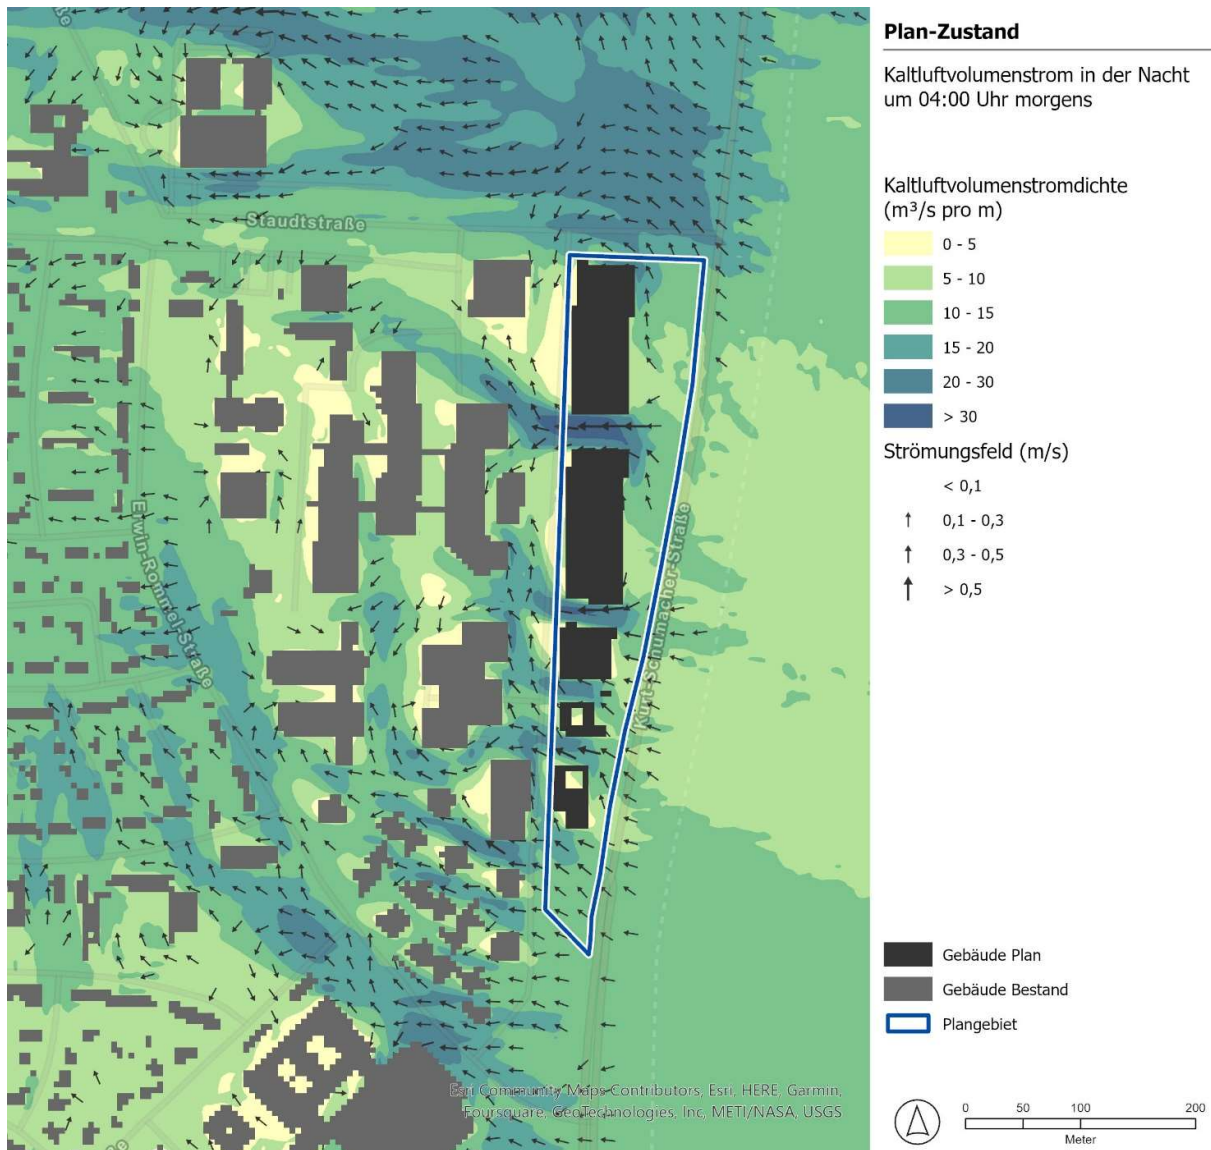 Plan-Zustand
Kaltluftvolumenstrom in der Nacht
um 04:00 Uhr morgens
Kaltluftvolumenstromdichte
(m³/s pro m)
0 - 5
5 - 10
10 - 15
15 - 20
20 - 30
> 30
Strömungsfeld (m/s)
< 0,1
0,1 - 0,3
0,3 - 0,5
> 0,5
Gebäude Plan
Gebäude Bestand
Plangebiet
0 50 100 200
Meter
Staudtstraße
Erwin-Rommel-Straße
Kurt-Schumacher-Straße
Esri Community Maps Contributors, Esri, HERE, Garmin,
Foursquare, GeoTechnologies, Inc, METI/NASA, USGS